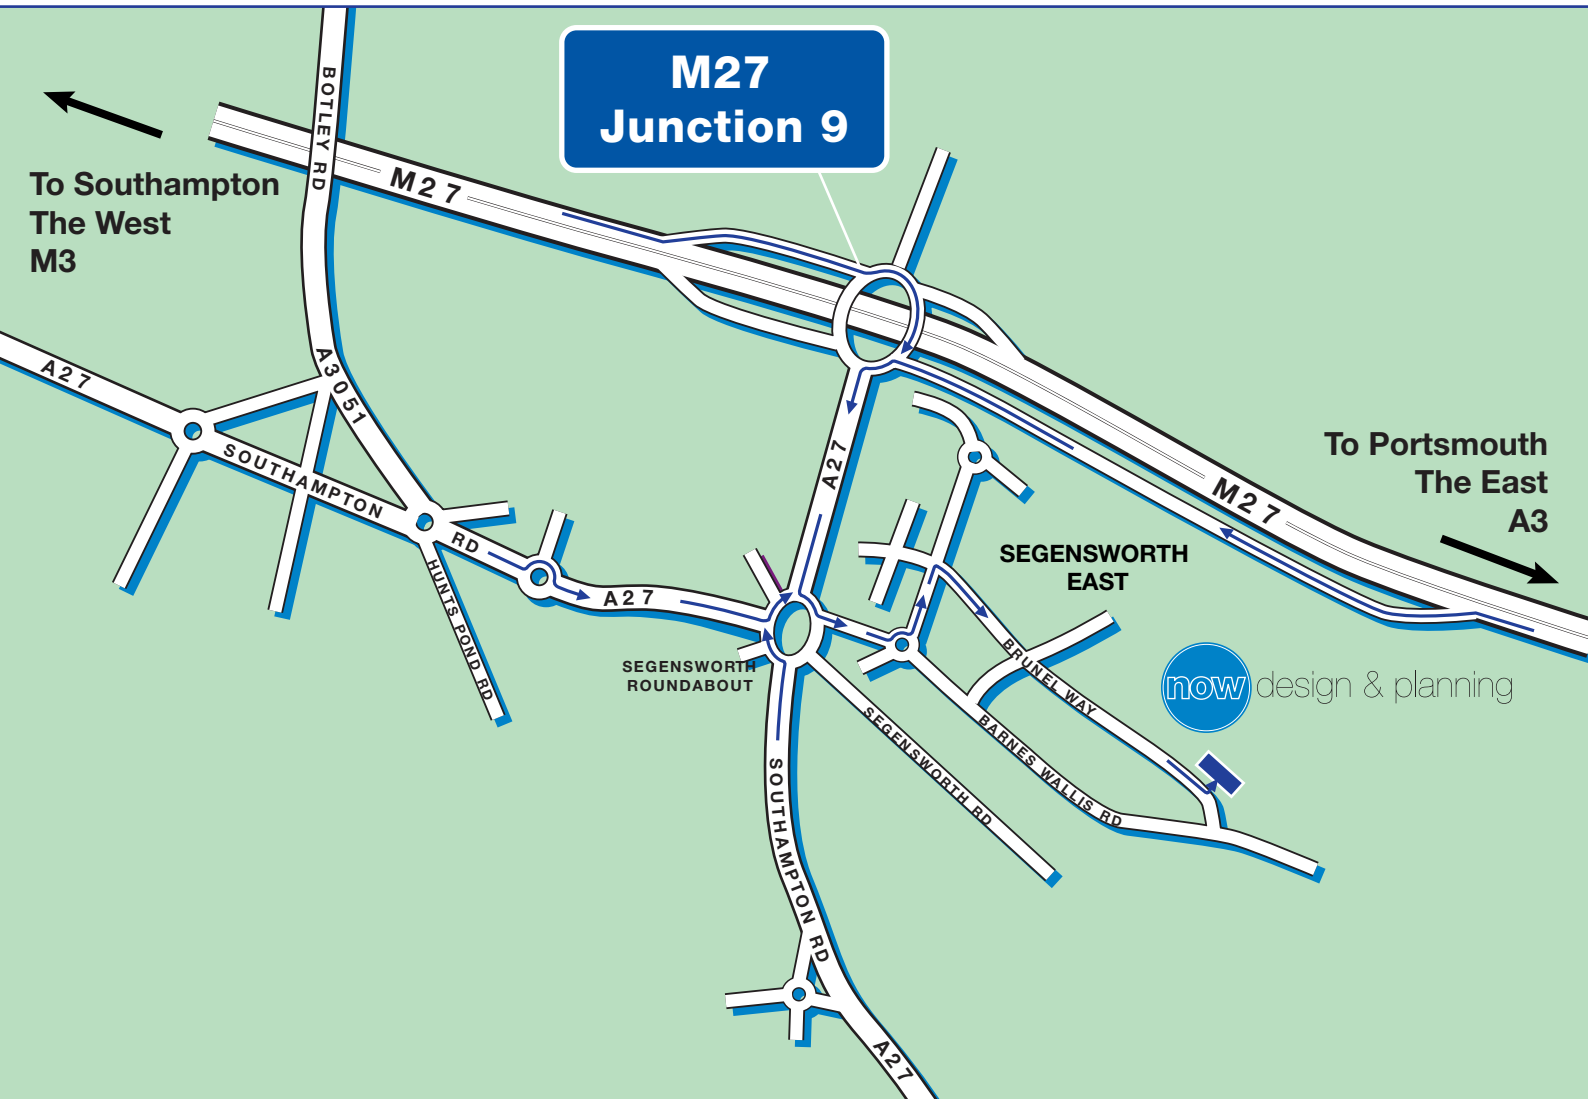 M27
Junction 9
BOTLEY RD
To Southampton
The West
M3
M27
A27
A3051
SOUTHAMPTON
RD
HUNTS POND RD
A27
A27
To Portsmouth
The East
A3
M27
SEGENSWORTH
EAST
SEGENSWORTH
ROUNDABOUT
BRUNEL WAY
now design & planning
BARNES WALLIS RD
SEGENSWORTH RD
SOUTHAMPTON RD
A27